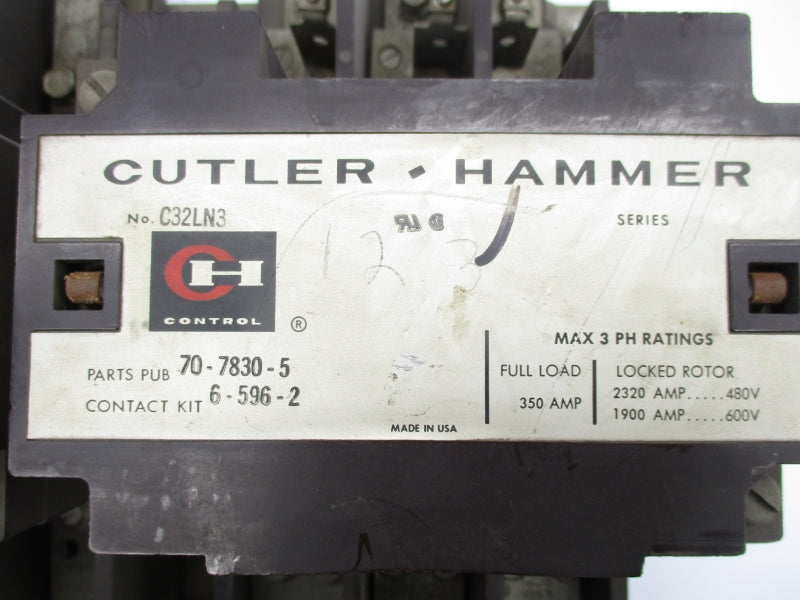 CUTLER • HAMMER
No. C32LN3
SERIES
CH
CONTROL
®
MAX 3 PH RATINGS
PARTS PUB 70-7830-5
FULL LOAD
LOCKED ROTOR
350 AMP
2320 AMP.....480V
CONTACT KIT 6-596-2
1900 AMP.....600V
MADE IN USA